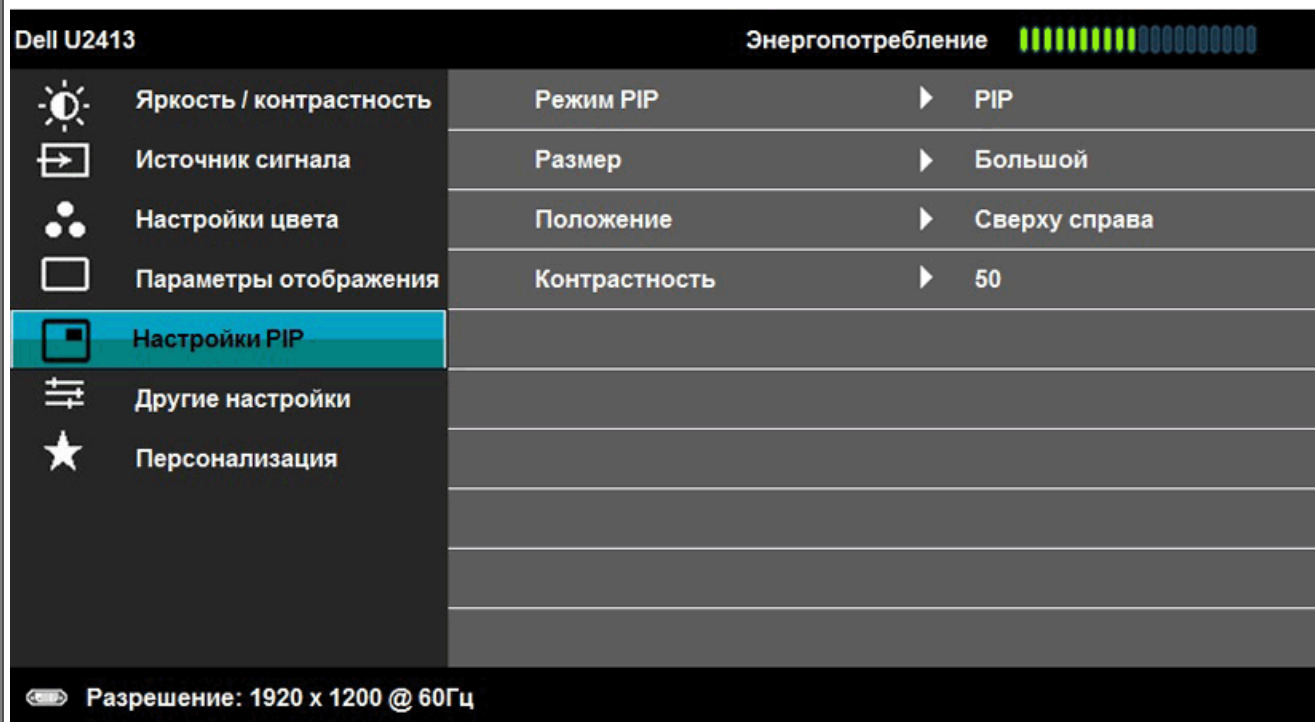 Dell U2413 Энергопотребление
Яркость / контрастность Режим PIP PIP
Источник сигнала Размер Большой
Настройки цвета Положение Сверху справа
Параметры отображения Контрастность 50
Настройки PIP
Другие настройки
Персонализация
Разрешение: 1920 x 1200 @ 60Гц